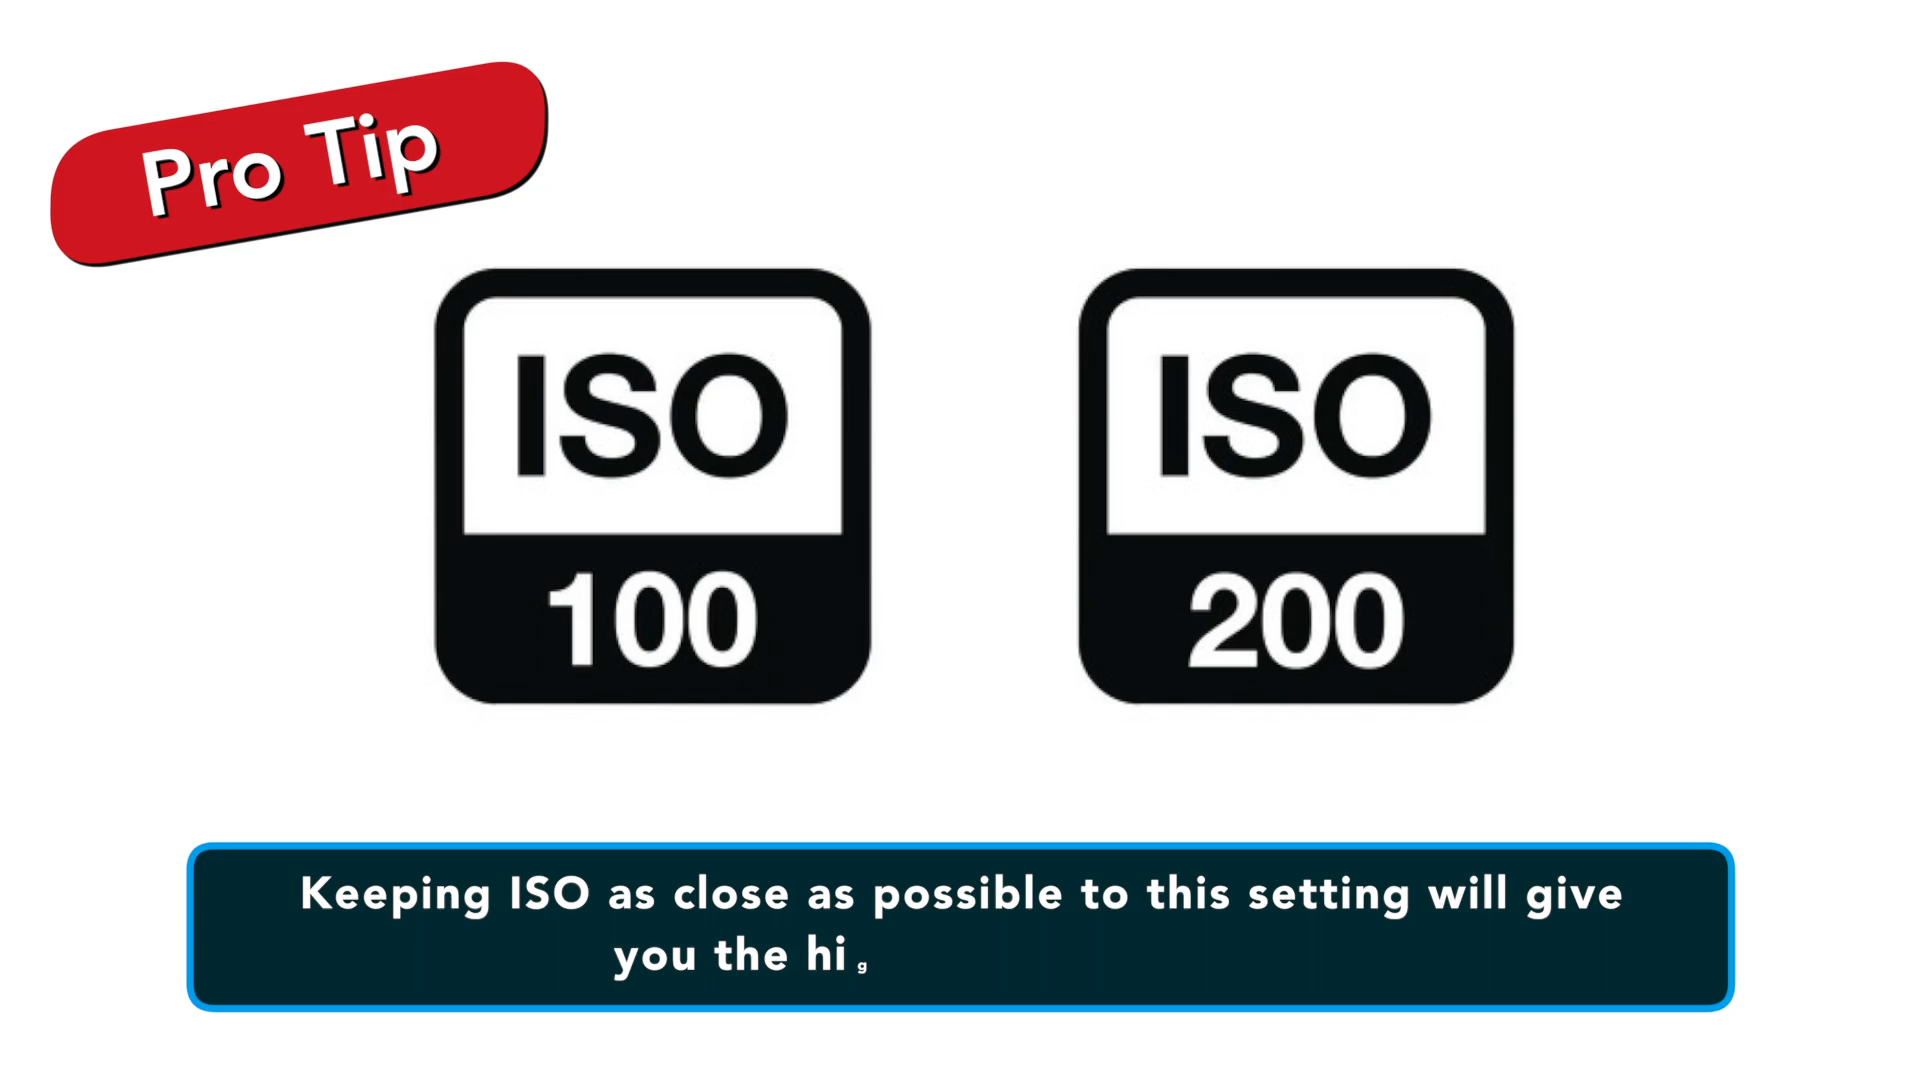 Pro Tip
ISO
100
ISO
200
Keeping ISO as close as possible to this setting will give
you the hig